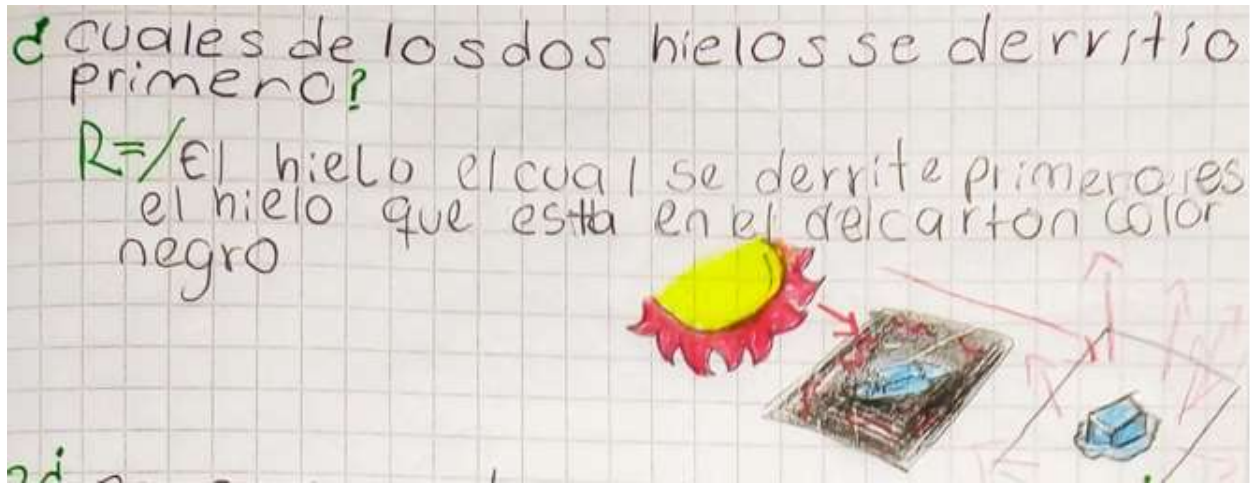 ¿cuales de los dos hielos se derritio
primero?
R=/El hielo el cual se derrite primero es
el hielo que estta en el del carton color
negro